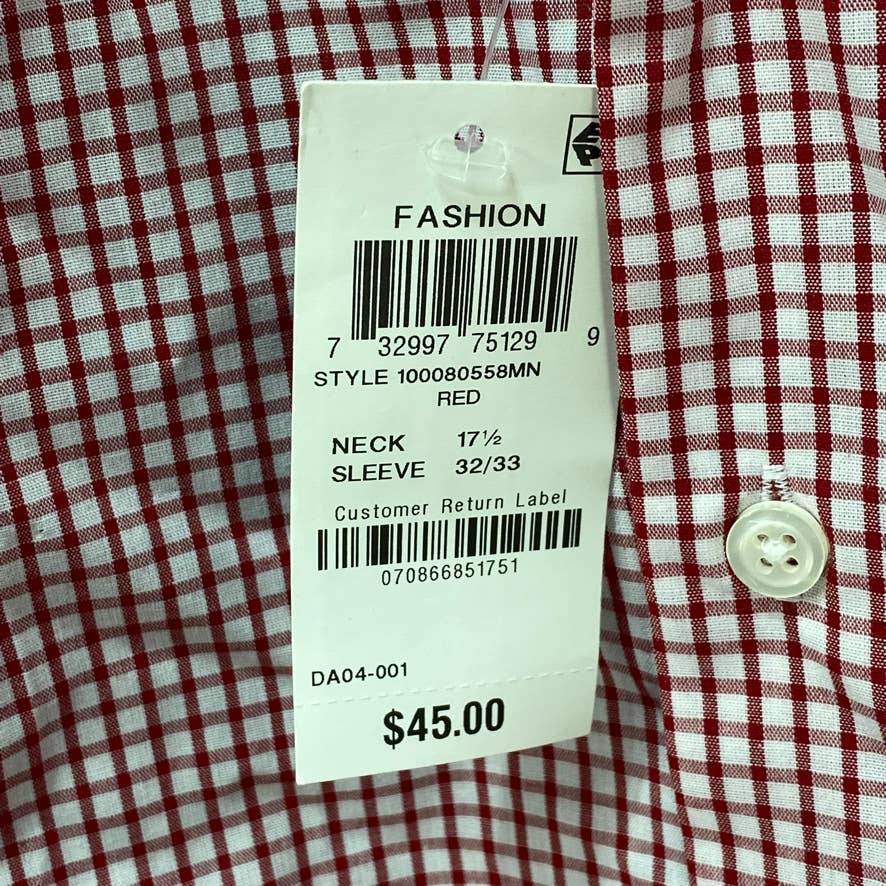 FASHION
7 32997 75129 9
STYLE 100080558MN
RED
NECK 17½
SLEEVE 32/33
Customer Return Label
070866851751
DA04-001
$45.00